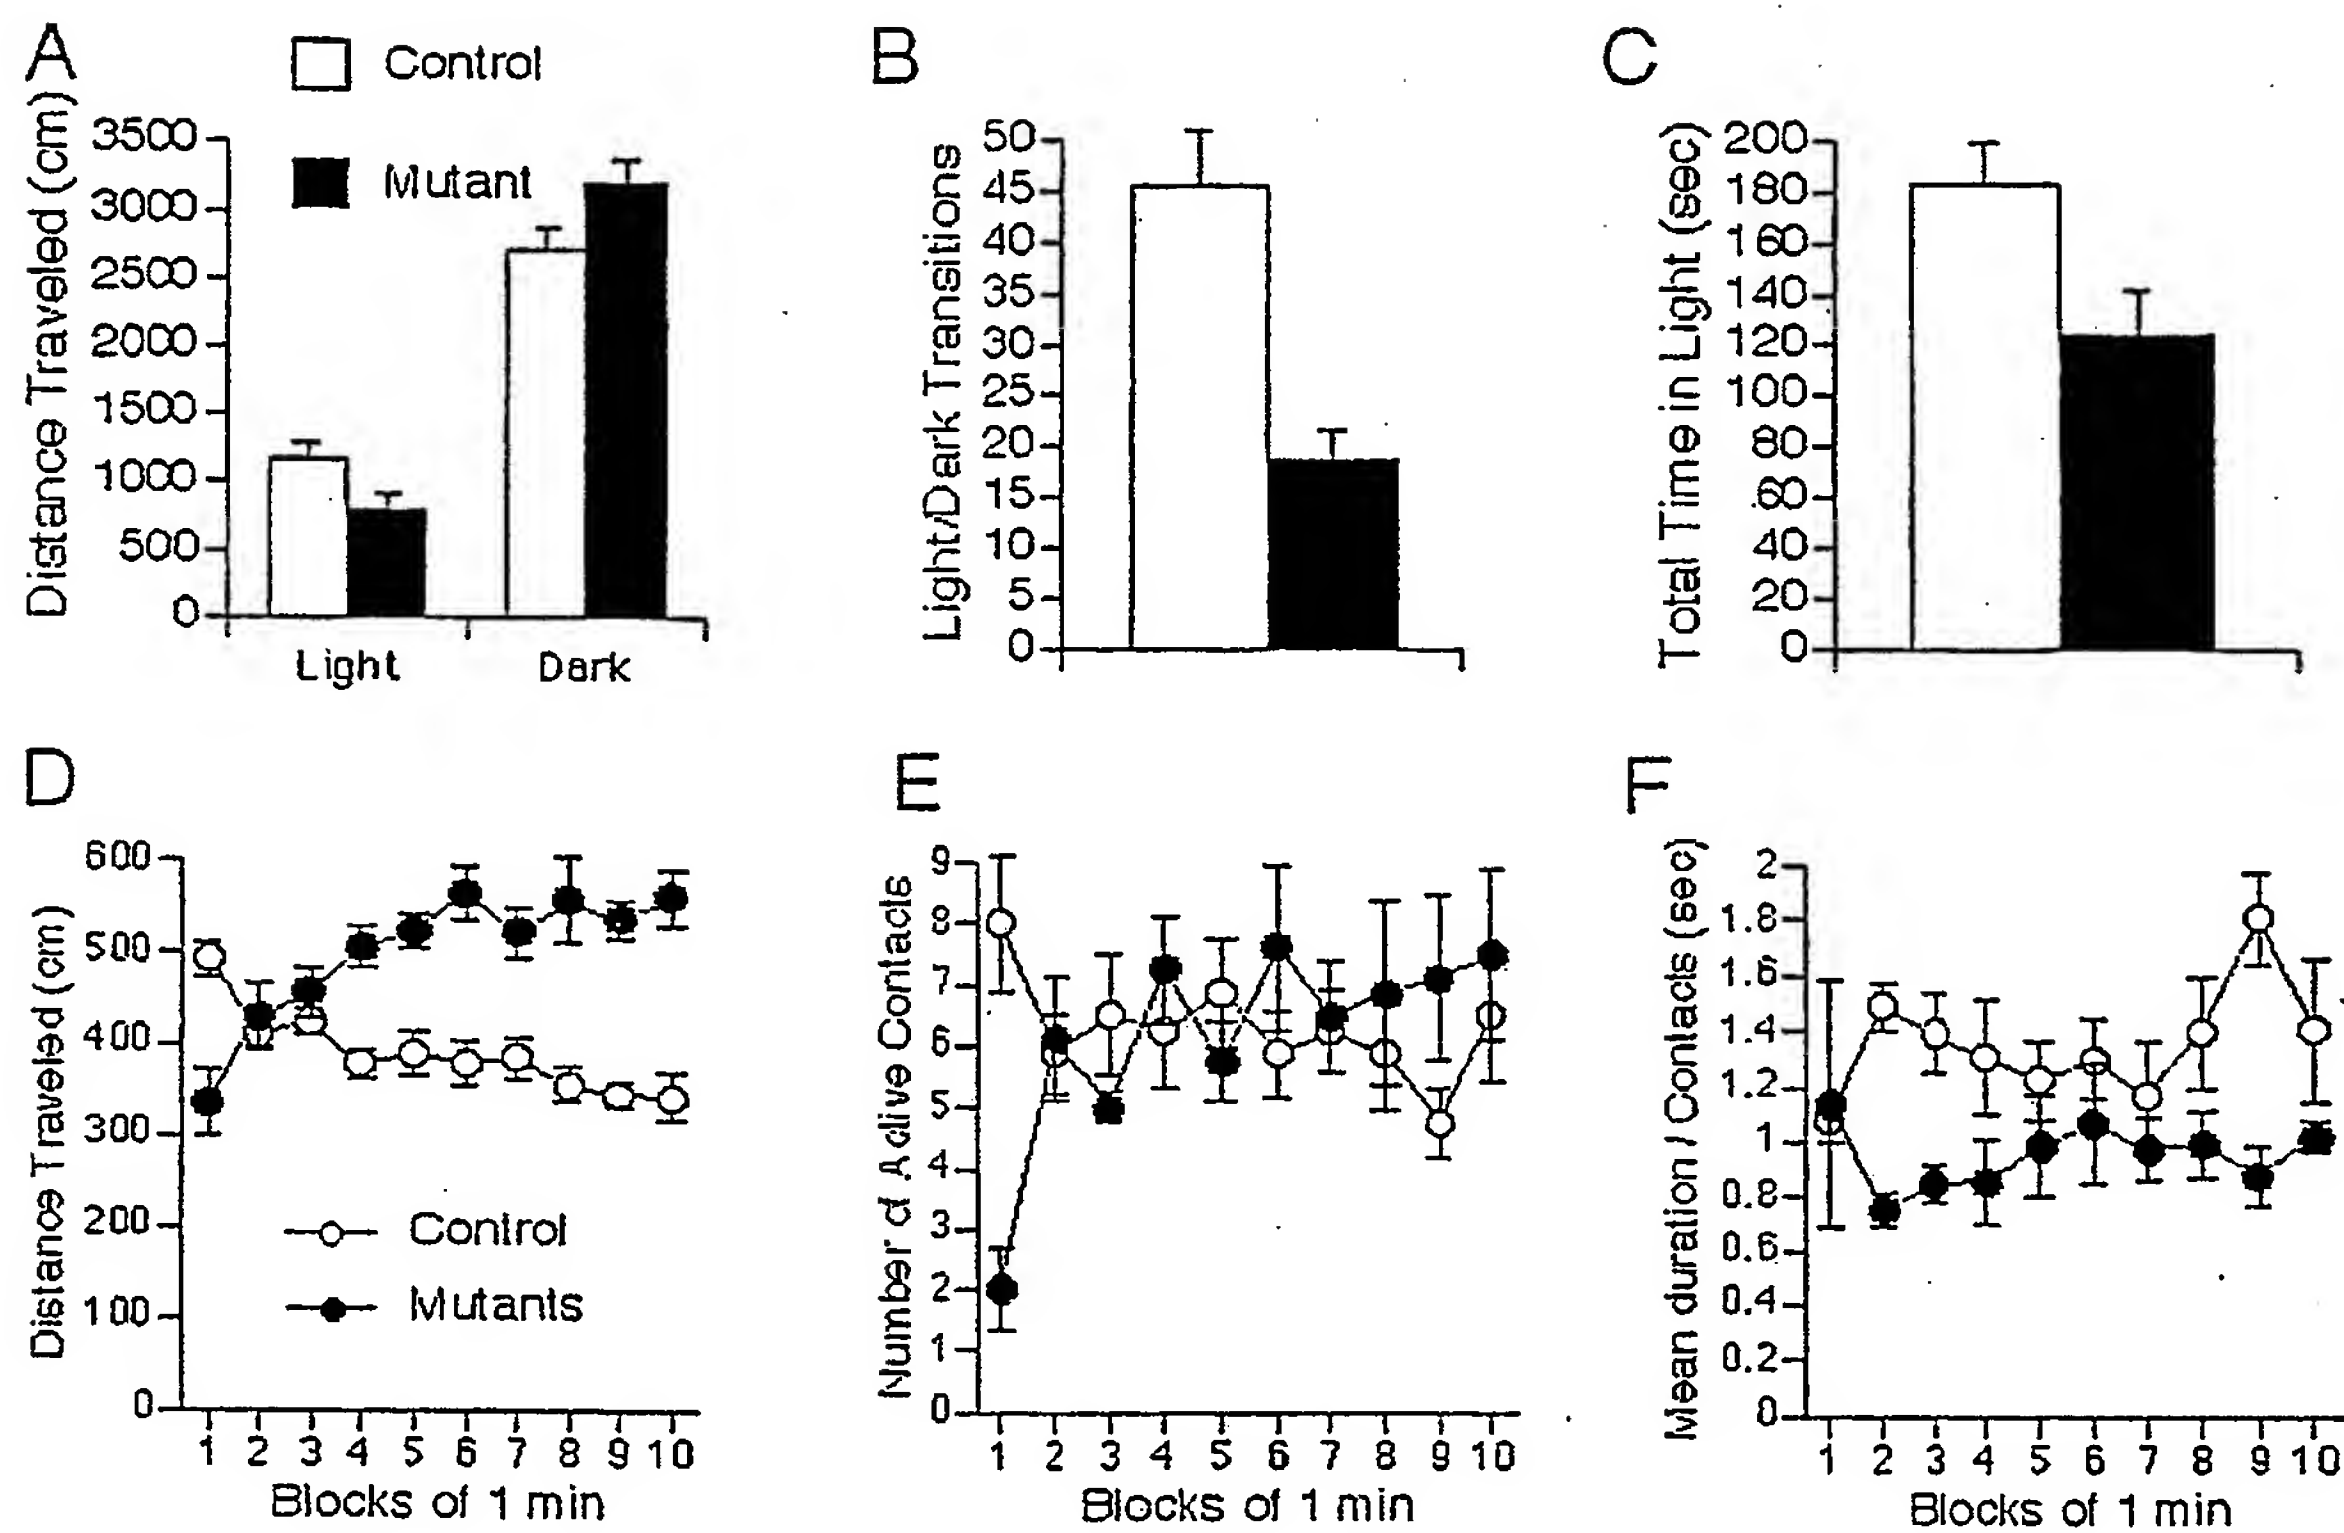 A
Control
Mutant
Distance Traveled (cm)
3500
3000
2500
2000
1500
1000
500
0
Light
Dark
B
Light/Dark Transitions
50
45
40
35
30
25
20
15
10
5
0
C
Total Time in Light (sec)
200
180
160
140
120
100
80
60
40
20
0
D
Distance Traveled (cm)
600
500
400
300
200
100
0
Control
Mutants
1 2 3 4 5 6 7 8 9 10
Blocks of 1 min
E
Number of Active Contacts
9
8
7
6
5
4
3
2
1
0
1 2 3 4 5 6 7 8 9 10
Blocks of 1 min
F
Mean duration / Contacts (sec)
2
1.8
1.6
1.4
1.2
1
0.8
0.6
0.4
0.2
0
1 2 3 4 5 6 7 8 9 10
Blocks of 1 min